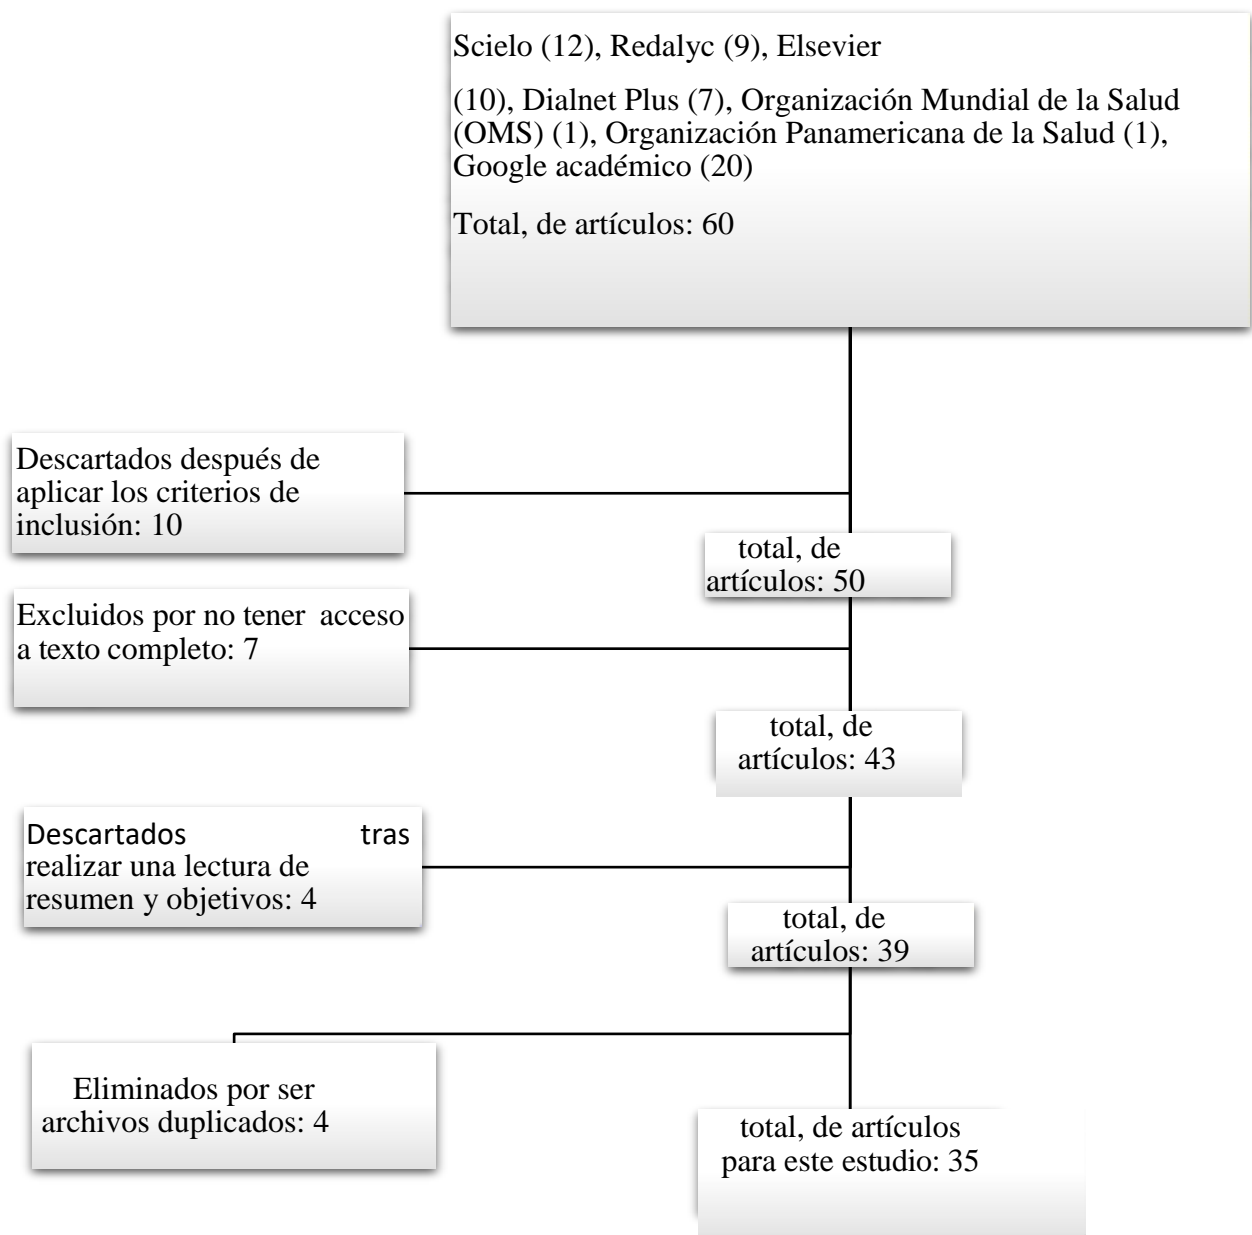 Scielo (12), Redalyc (9), Elsevier
(10), Dialnet Plus (7), Organización Mundial de la Salud
(OMS) (1), Organización Panamericana de la Salud (1),
Google académico (20)
Total, de artículos: 60
Descartados después de
aplicar los criterios de
inclusión: 10
total, de
artículos: 50
Excluidos por no tener acceso
a texto completo: 7
total, de
artículos: 43
Descartados tras
realizar una lectura de
resumen y objetivos: 4
total, de
artículos: 39
Eliminados por ser
archivos duplicados: 4
total, de artículos
para este estudio: 35